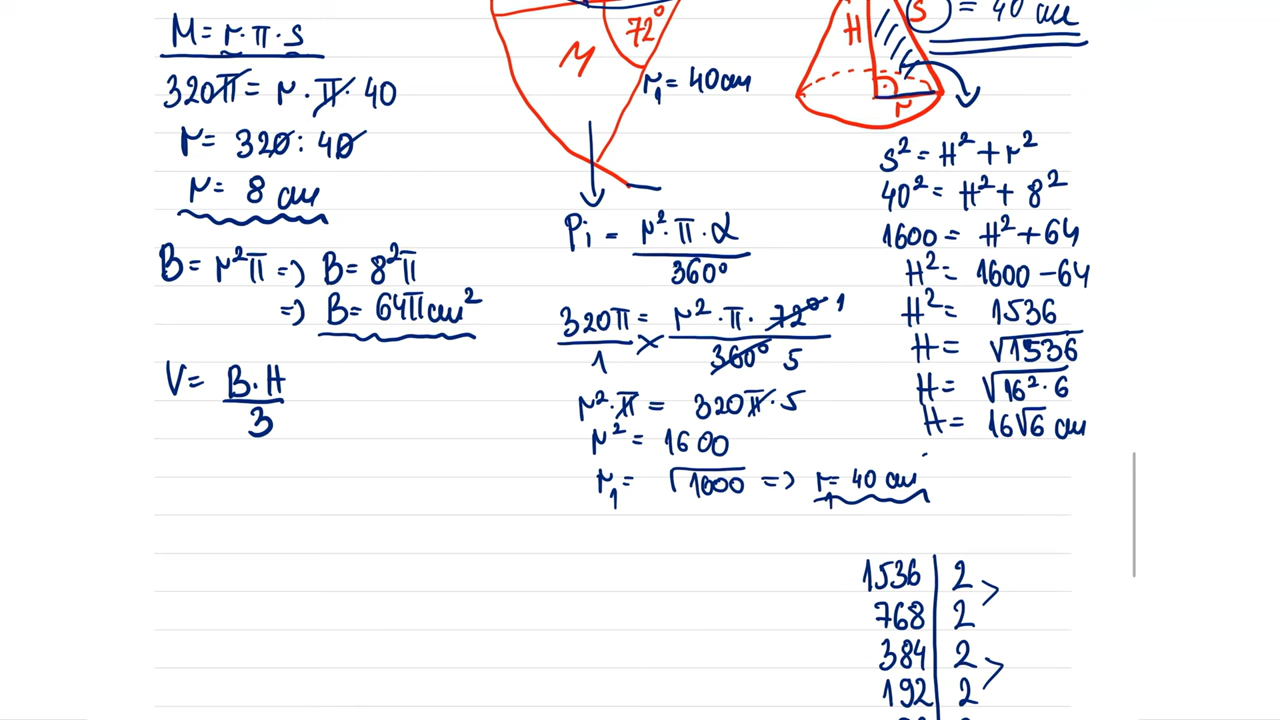 M = r · π · s
320π = r · π · 40
r = 320 : 40
r = 8 cm
B = r²π => B = 8²π
=> B = 64π cm²
V = B · H / 3
72°
M
r₁ = 40 cm
Pi = r² · π · α / 360°
320π / 1 = r² · π · 72° 1 / 360° 5
r² · π = 320π · 5
r² = 1600
r₁ = √1600 => r₁ = 40 cm
H
s
= 40 cm
r
s² = H² + r²
40² = H² + 8²
1600 = H² + 64
H² = 1600 - 64
H² = 1536
H = √1536
H = √16² · 6
H = 16√6 cm
1536 | 2
768 | 2
384 | 2
192 | 2